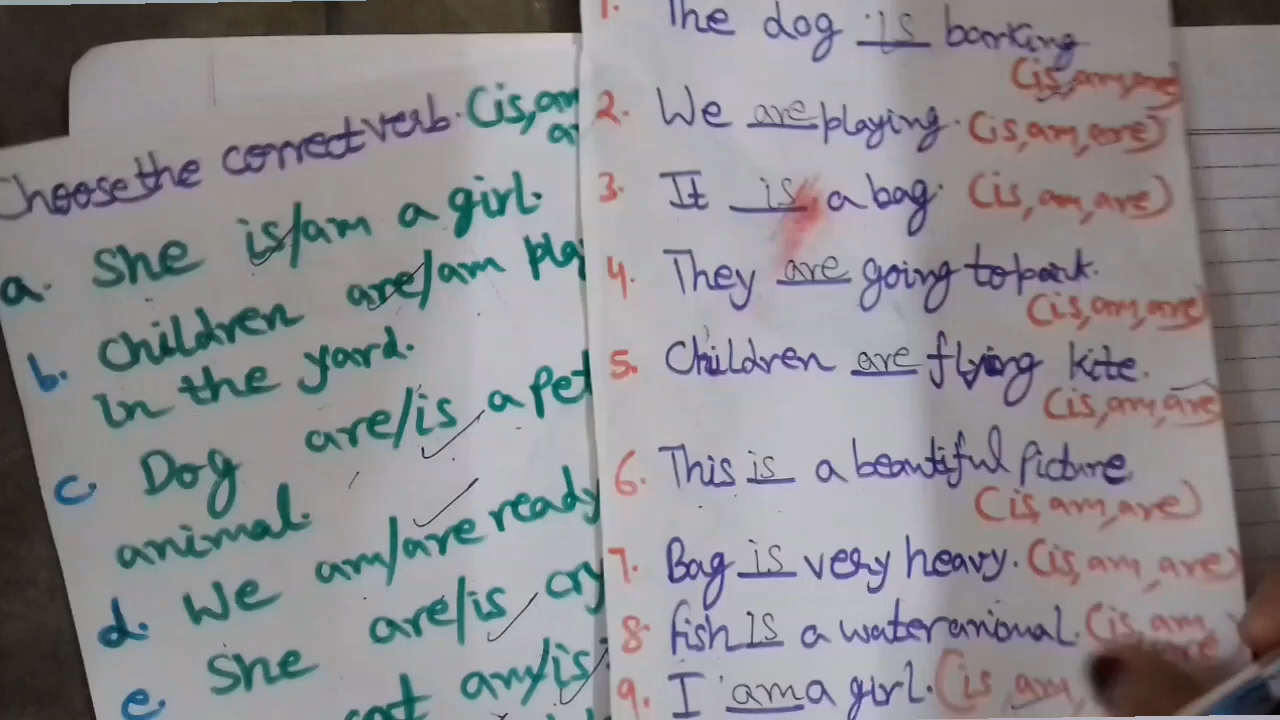 Choose the correct verb. (is, am
a. She is/am a girl.
b. Children are/am
in the yard.
c. Dog are/is a pet
animal.
d. We am/are ready
e. She are/is
am/is
1. The dog is barking
(is, am, are)
2. We are playing. (is, am, are)
3. It is a bag. (is, am, are)
4. They are going to park.
(is, am, are)
5. Children are flying kite.
(is, am, are)
6. This is a beautiful picture
(is, am, are)
7. Bag is very heavy. (is, am, are)
8. fish is a water animal. (is, am
are
9. I am a girl. (is, am,